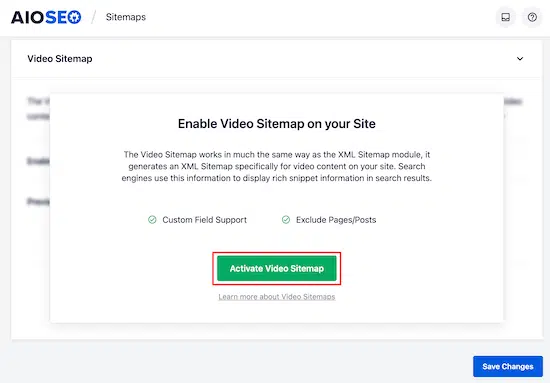 AIOSEO / Sitemaps
Video Sitemap
Enable Video Sitemap on your Site
The Video Sitemap works in much the same way as the XML Sitemap module, it
generates an XML Sitemap specifically for video content on your site. Search
engines use this information to display rich snippet information in search results.
Custom Field Support
Exclude Pages/Posts
Activate Video Sitemap
Learn more about Video Sitemaps
Save Changes